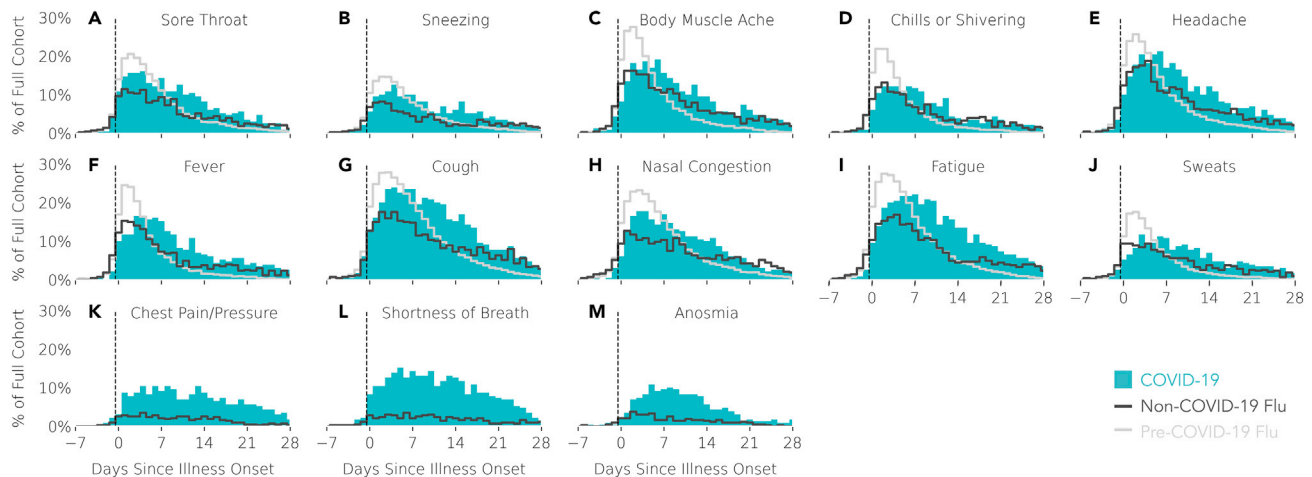 A Sore Throat
B Sneezing
C Body Muscle Ache
D Chills or Shivering
E Headache
% of Full Cohort
30%
20%
10%
0%
F Fever
G Cough
H Nasal Congestion
I Fatigue
J Sweats
% of Full Cohort
30%
20%
10%
0%
−7 0 7 14 21 28
−7 0 7 14 21 28
K Chest Pain/Pressure
L Shortness of Breath
M Anosmia
% of Full Cohort
30%
20%
10%
0%
−7 0 7 14 21 28
−7 0 7 14 21 28
−7 0 7 14 21 28
Days Since Illness Onset
Days Since Illness Onset
Days Since Illness Onset
COVID-19
Non-COVID-19 Flu
Pre-COVID-19 Flu